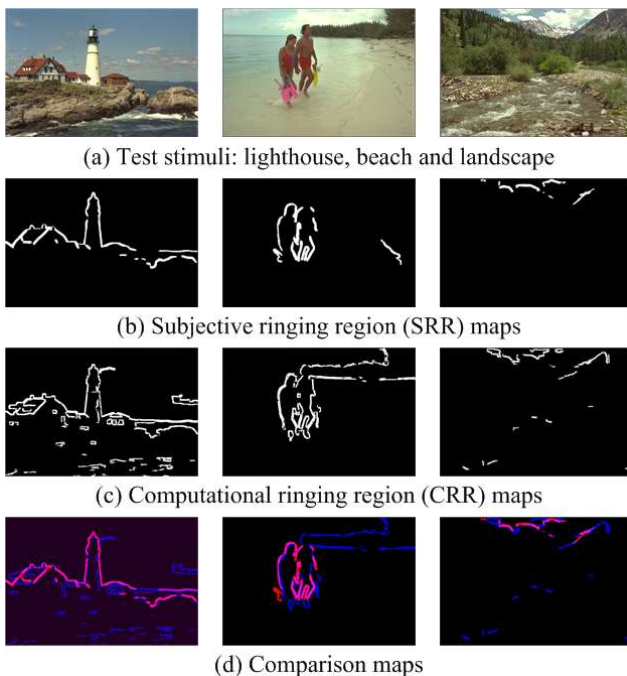 (a) Test stimuli: lighthouse, beach and landscape
(b) Subjective ringing region (SRR) maps
(c) Computational ringing region (CRR) maps
(d) Comparison maps